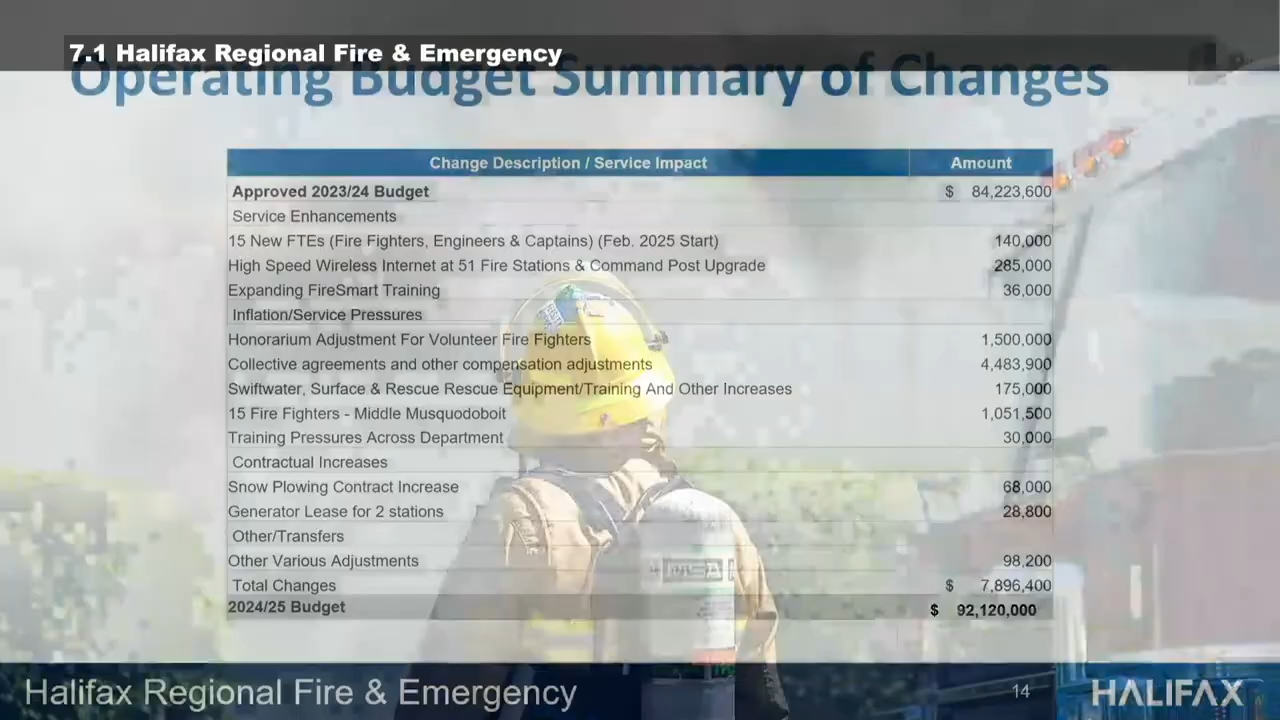 7.1 Halifax Regional Fire & Emergency
Operating Budget Summary of Changes
Change Description / Service Impact Amount
Approved 2023/24 Budget $ 84,223,600
Service Enhancements
15 New FTEs (Fire Fighters, Engineers & Captains) (Feb. 2025 Start) 140,000
High Speed Wireless Internet at 51 Fire Stations & Command Post Upgrade 285,000
Expanding FireSmart Training 36,000
Inflation/Service Pressures
Honorarium Adjustment For Volunteer Fire Fighters 1,500,000
Collective agreements and other compensation adjustments 4,483,900
Swiftwater, Surface & Rescue Rescue Equipment/Training And Other Increases 175,000
15 Fire Fighters - Middle Musquodoboit 1,051,500
Training Pressures Across Department 30,000
Contractual Increases
Snow Plowing Contract Increase 68,000
Generator Lease for 2 stations 28,800
Other/Transfers
Other Various Adjustments 98,200
Total Changes $ 7,896,400
2024/25 Budget $ 92,120,000
Halifax Regional Fire & Emergency 14 HALIFAX